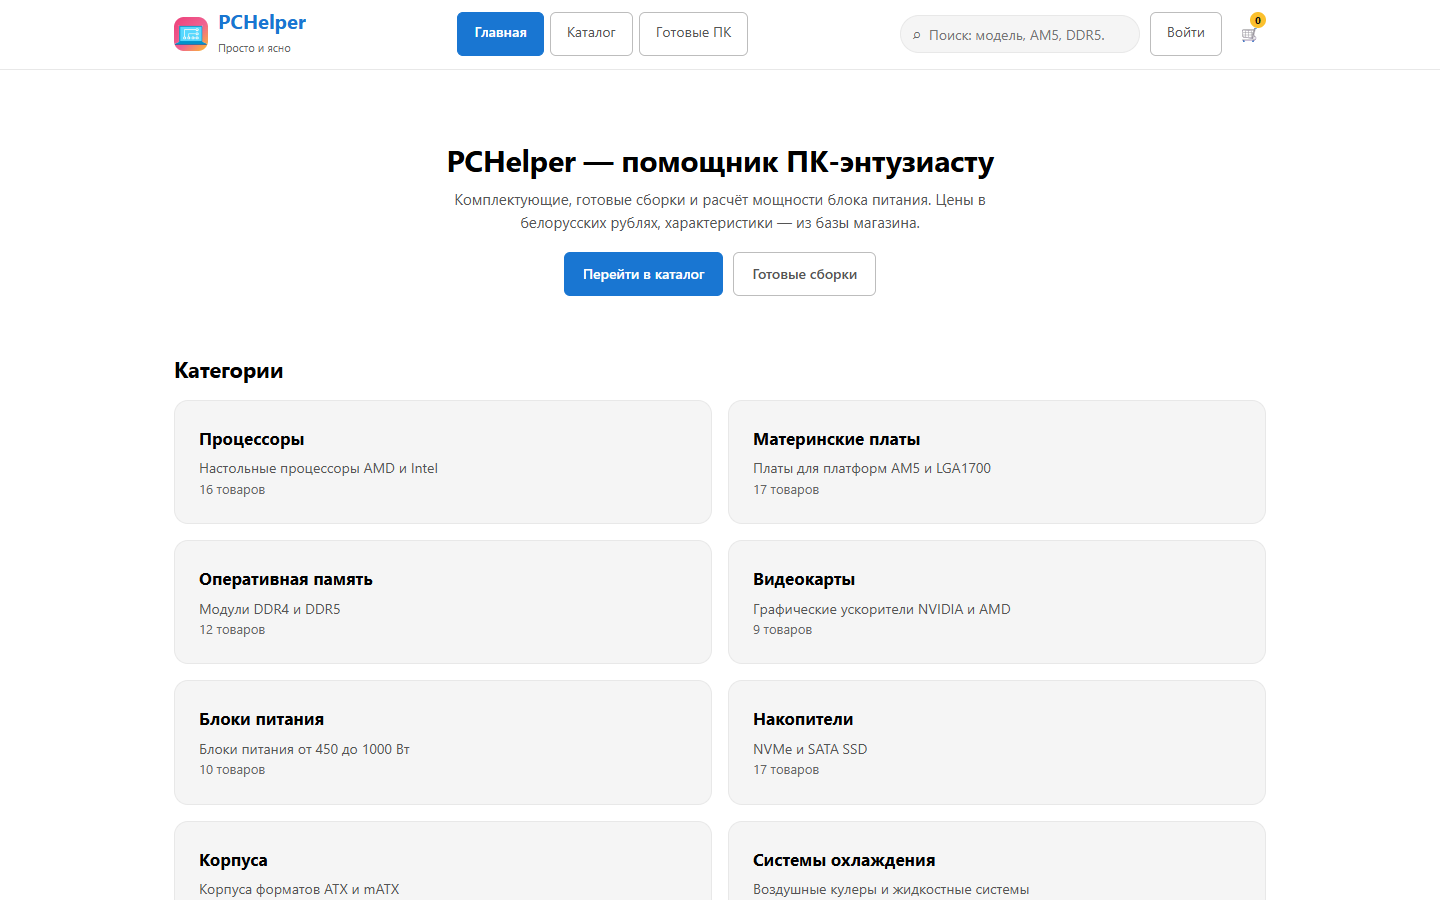 PCHelper
Просто и ясно
Главная
Каталог
Готовые ПК
⌕ Поиск: модель, AM5, DDR5.
Войти
0
PCHelper — помощник ПК-энтузиасту
Комплектующие, готовые сборки и расчёт мощности блока питания. Цены в
белорусских рублях, характеристики — из базы магазина.
Перейти в каталог
Готовые сборки
Категории
Процессоры
Настольные процессоры AMD и Intel
16 товаров
Материнские платы
Платы для платформ AM5 и LGA1700
17 товаров
Оперативная память
Модули DDR4 и DDR5
12 товаров
Видеокарты
Графические ускорители NVIDIA и AMD
9 товаров
Блоки питания
Блоки питания от 450 до 1000 Вт
10 товаров
Накопители
NVMe и SATA SSD
17 товаров
Корпуса
Корпуса форматов ATX и mATX
Системы охлаждения
Воздушные кулеры и жидкостные системы